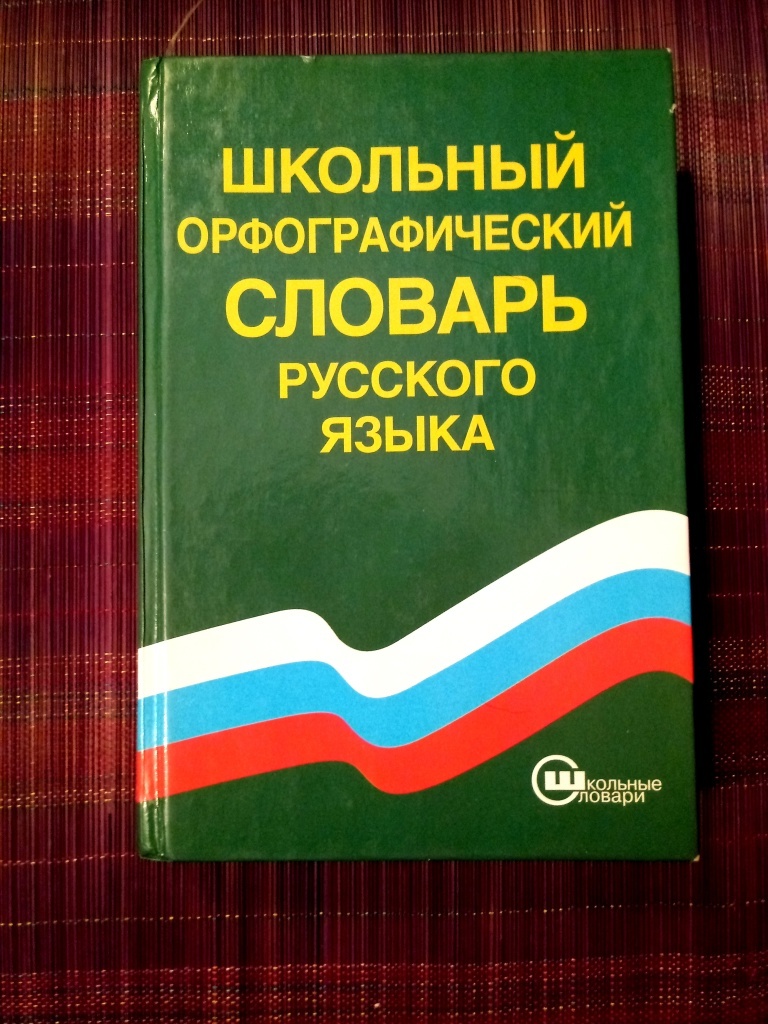 ШКОЛЬНЫЙ
ОРФОГРАФИЧЕСКИЙ
СЛОВАРЬ
РУССКОГО
ЯЗЫКА
Школьные
Словари